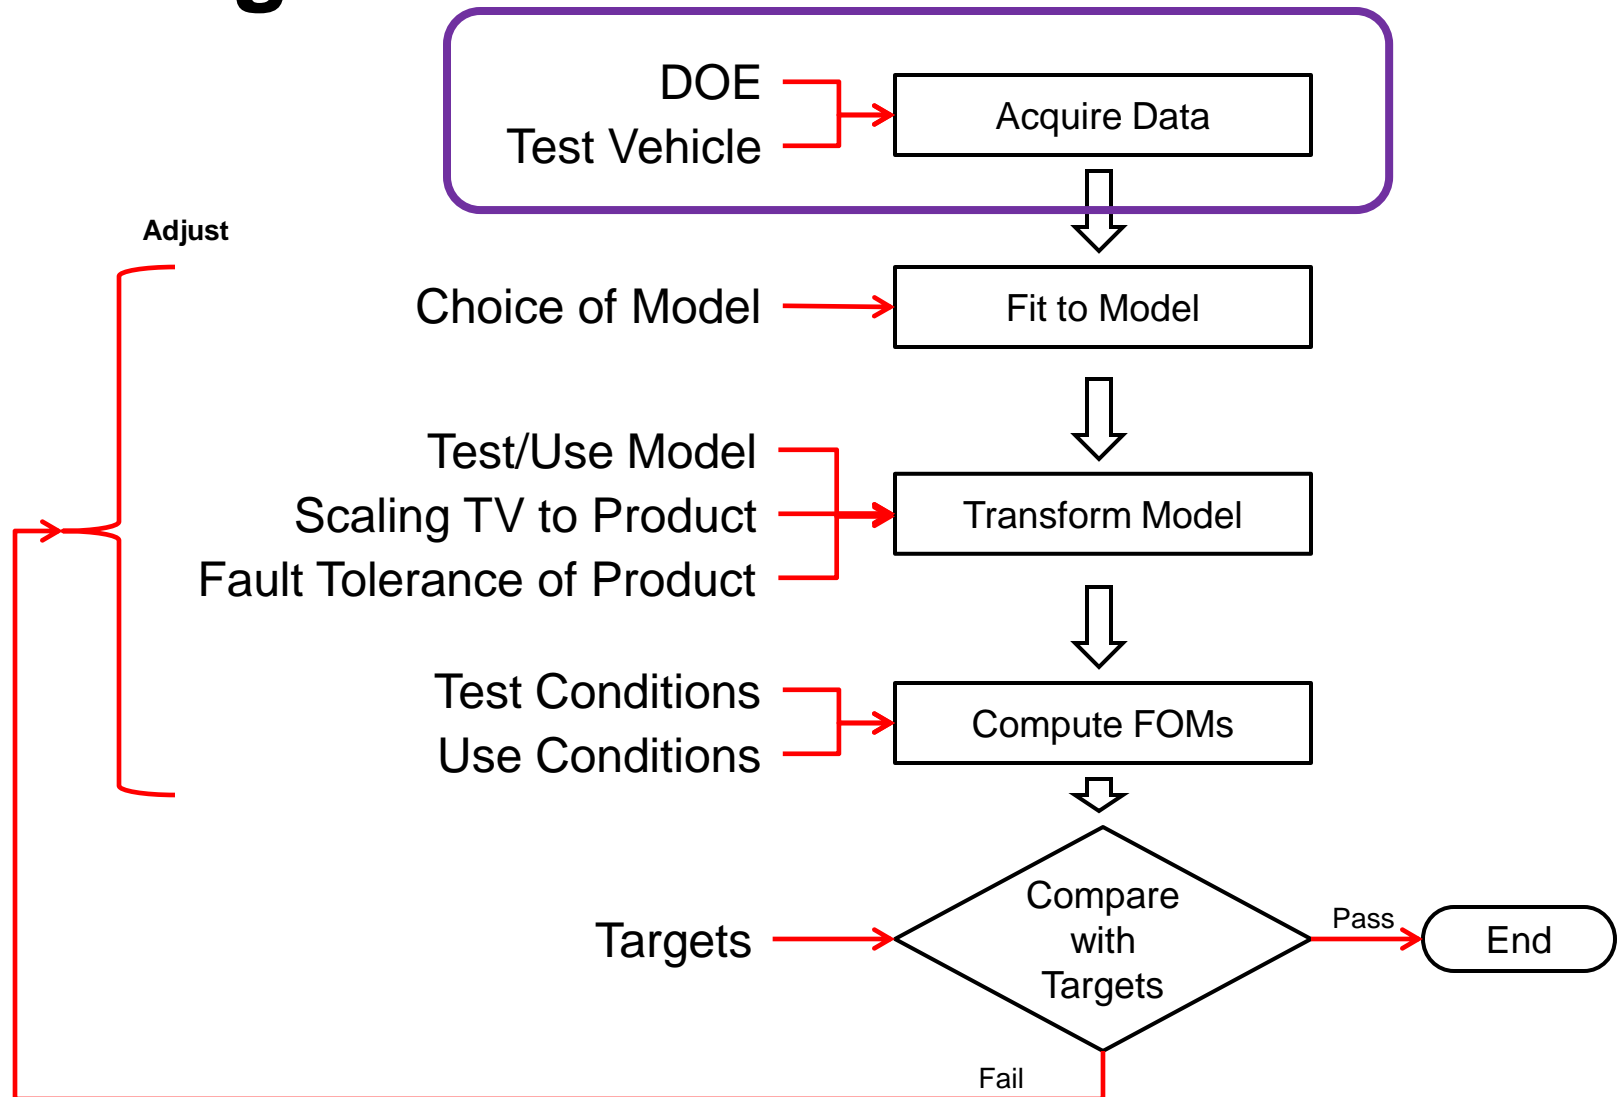 DOE
Test Vehicle
Acquire Data
Adjust
Choice of Model
Fit to Model
Test/Use Model
Scaling TV to Product
Fault Tolerance of Product
Transform Model
Test Conditions
Use Conditions
Compute FOMs
Targets
Compare
with
Targets
Pass
End
Fail